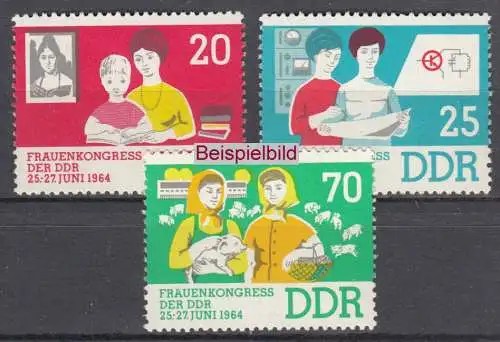 20
FRAUENKONGRESS
DER DDR
25:27. JUNI 1964
25
DDR
Beispielbild
70
FRAUENKONGRESS
DER DDR
25:27. JUNI 1964
DDR